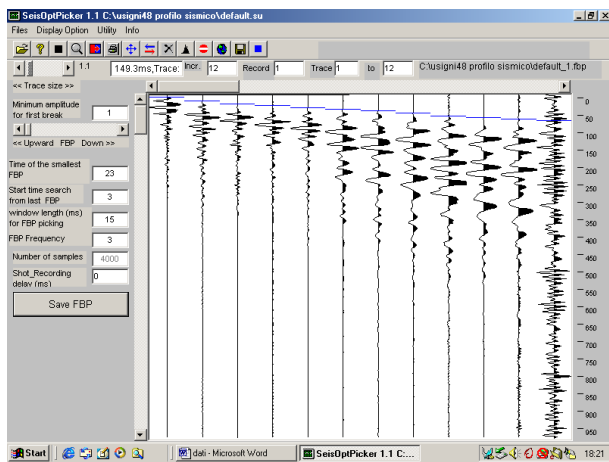 SeisOptPicker 1.1 C:\usigni48 profilo sismico\default.su
Files Display Option Utility Info
1.1 149.3ms,Trace: Incr. 12 Record 1 Trace 1 to 12 C:\usigni48 profilo sismico\default_1.fbp
<< Trace size >>
Minimum amplitude
for first break 1
<< Upward FBP Down >>
Time of the smallest
FBP 23
Start time search
from last FBP 3
window length (ms)
for FBP picking 15
FBP Frequency 3
Number of samples 4000
Shot_Recording
delay (ms) 0
Save FBP
0
50
100
150
200
250
300
350
400
450
500
550
600
650
700
750
800
850
900
950
Start dati - Microsoft Word SeisOptPicker 1.1 C:... 18:21